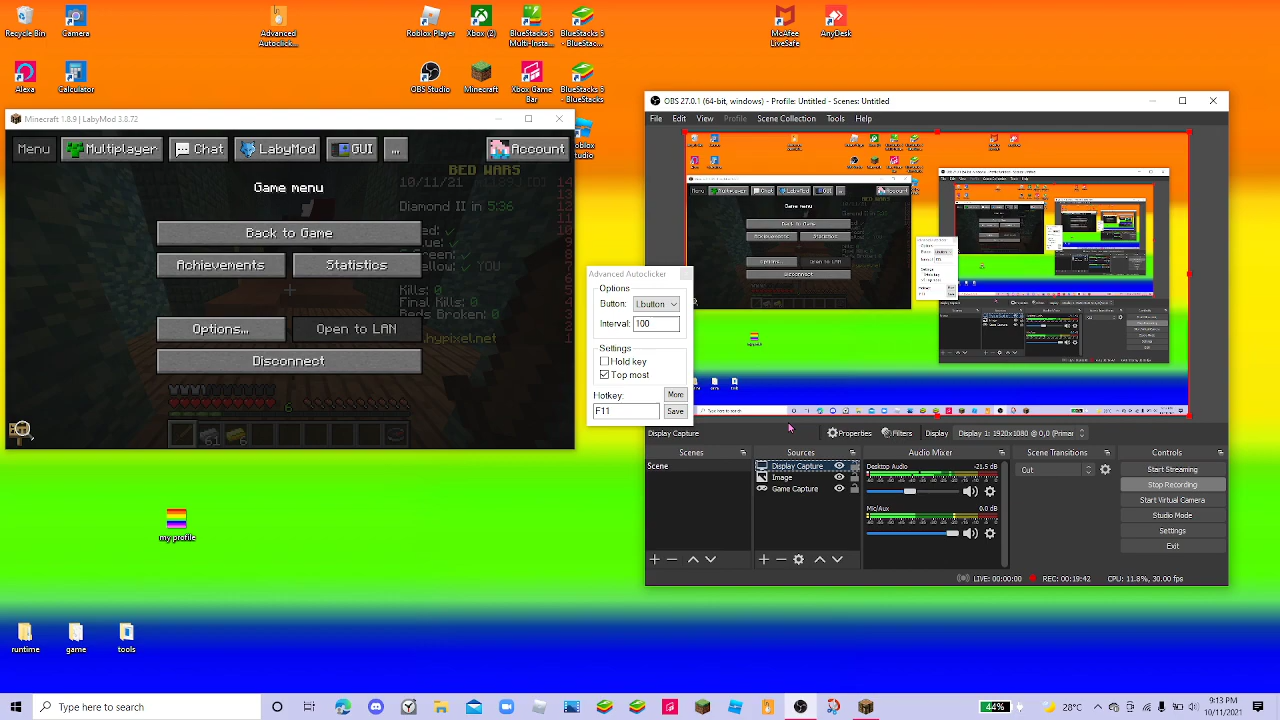 Recycle Bin
Camera
Advanced Autoclick...
Roblox Player
Xbox (2)
BlueStacks 5 Multi-Insta...
BlueStacks 5 - BlueStac...
McAfee LiveSafe
AnyDesk
Alexa
Calculator
OBS Studio
Minecraft
Xbox Game Bar
BlueStacks 5 - BlueStacks
Minecraft 1.8.9 | LabyMod 3.8.72
Menu
Multiplayer
Chat
LabyMod
GUI
...
Account
BED WARS
Game menu
10/11/21
Diamond II in 5:36
Back to game
YOU
Achievements
Statistics
Kills: 0
Final Kills: 0
Beds Broken: 0
Options...
LAN
.hypixel.net
Disconnect
Advanced Autoclicker
Options
Button: Lbutton
Interval: 100
Settings
Hold key
Top most
Hotkey:
More
F11
Save
OBS 27.0.1 (64-bit, windows) - Profile: Untitled - Scenes: Untitled
File Edit View Profile Scene Collection Tools Help
Display Capture
Properties
Filters
Display
Display 1: 1920x1080 @ 0,0 (Primar
Scenes
Sources
Audio Mixer
Scene Transitions
Controls
Scene
Display Capture
Image
Game Capture
Desktop Audio
-21.5 dB
Mic/Aux
0.0 dB
Cut
Start Streaming
Stop Recording
Start Virtual Camera
Studio Mode
Settings
Exit
LIVE: 00:00:00
REC: 00:19:42
CPU: 11.8%, 30.00 fps
my profile
runtime
game
tools
Type here to search
44%
28°C
9:13 PM
10/11/2021